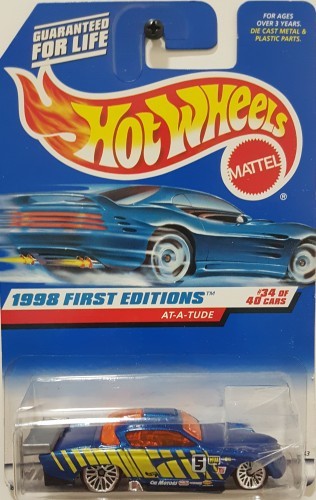 GUARANTEED
FOR LIFE
FOR AGES
OVER 3 YEARS.
DIE CAST METAL &
PLASTIC PARTS.
Hot Wheels
MATTEL
®
1998 FIRST EDITIONS™
#34 OF
40 CARS
AT-A-TUDE
5